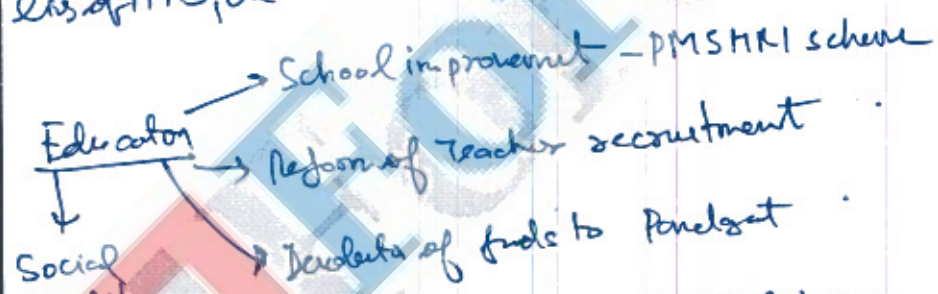 School improvement - PMSHRI scheme
Education
Reform of Teacher recruitment
Devolution of funds to Panchayat
Social